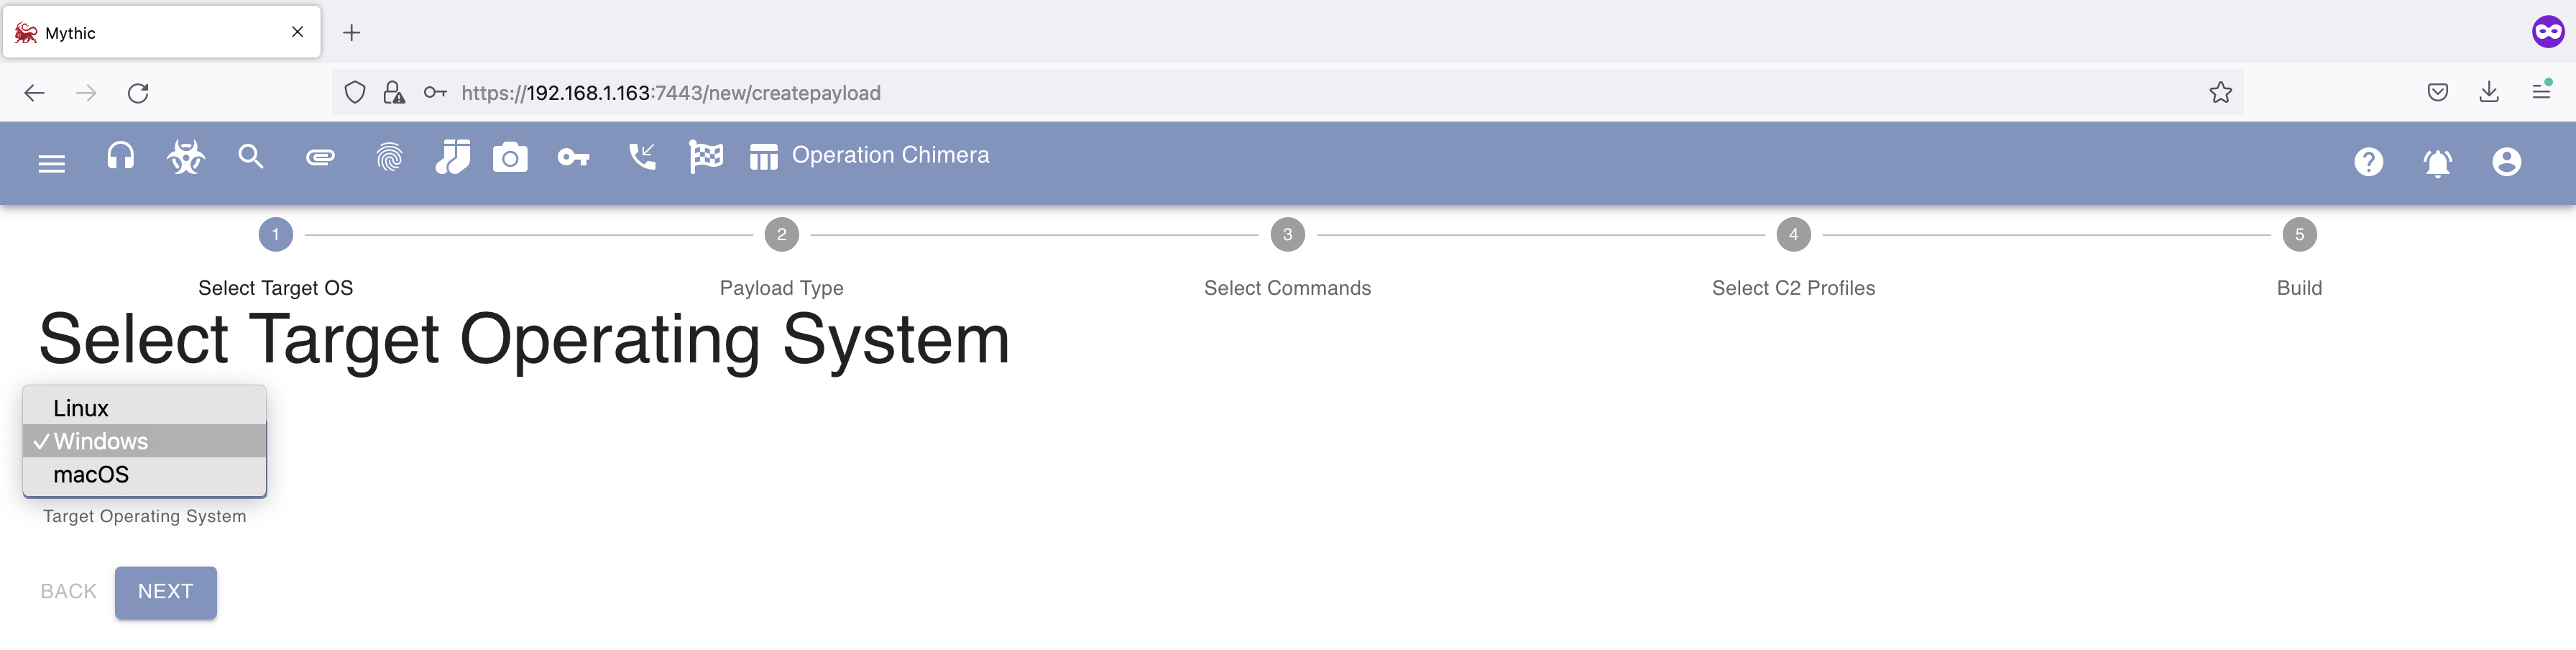 Mythic
https://192.168.1.163:7443/new/createpayload
Operation Chimera
1
2
3
4
5
Select Target OS
Payload Type
Select Commands
Select C2 Profiles
Build
Select Target Operating System
Linux
✓ Windows
macOS
Target Operating System
BACK
NEXT